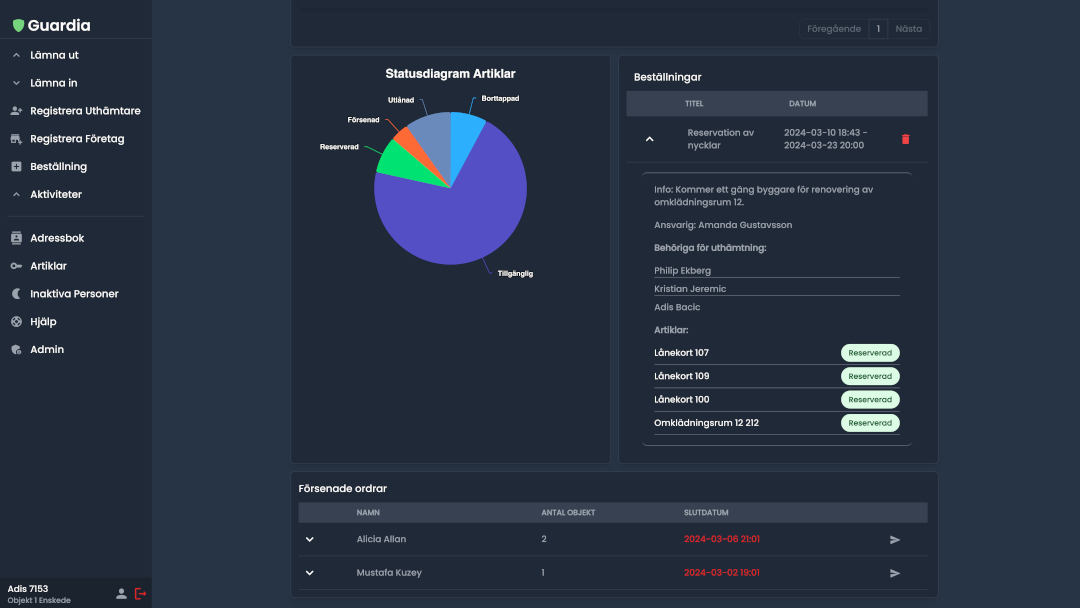 Guardia
Lämna ut
Lämna in
Registrera Uthämtare
Registrera Företag
Beställning
Aktiviteter
Adressbok
Artiklar
Inaktiva Personer
Hjälp
Admin
Adis 7153
Objekt 1 Enskede
Föregående 1 Nästa
Statusdiagram Artiklar
Utlånad
Borttappad
Försenad
Reserverad
Tillgänglig
Beställningar
TITEL DATUM
Reservation av nycklar
2024-03-10 18:43 -
2024-03-23 20:00
Info: Kommer ett gäng byggare för renovering av
omklädningsrum 12.
Ansvarig: Amanda Gustavsson
Behöriga för uthämtning:
Philip Ekberg
Kristian Jeremic
Adis Bacic
Artiklar:
Lånekort 107 Reserverad
Lånekort 109 Reserverad
Lånekort 100 Reserverad
Omklädningsrum 12 212 Reserverad
Försenade ordrar
NAMN ANTAL OBJEKT SLUTDATUM
Alicia Allan 2 2024-03-06 21:01
Mustafa Kuzey 1 2024-03-02 19:01